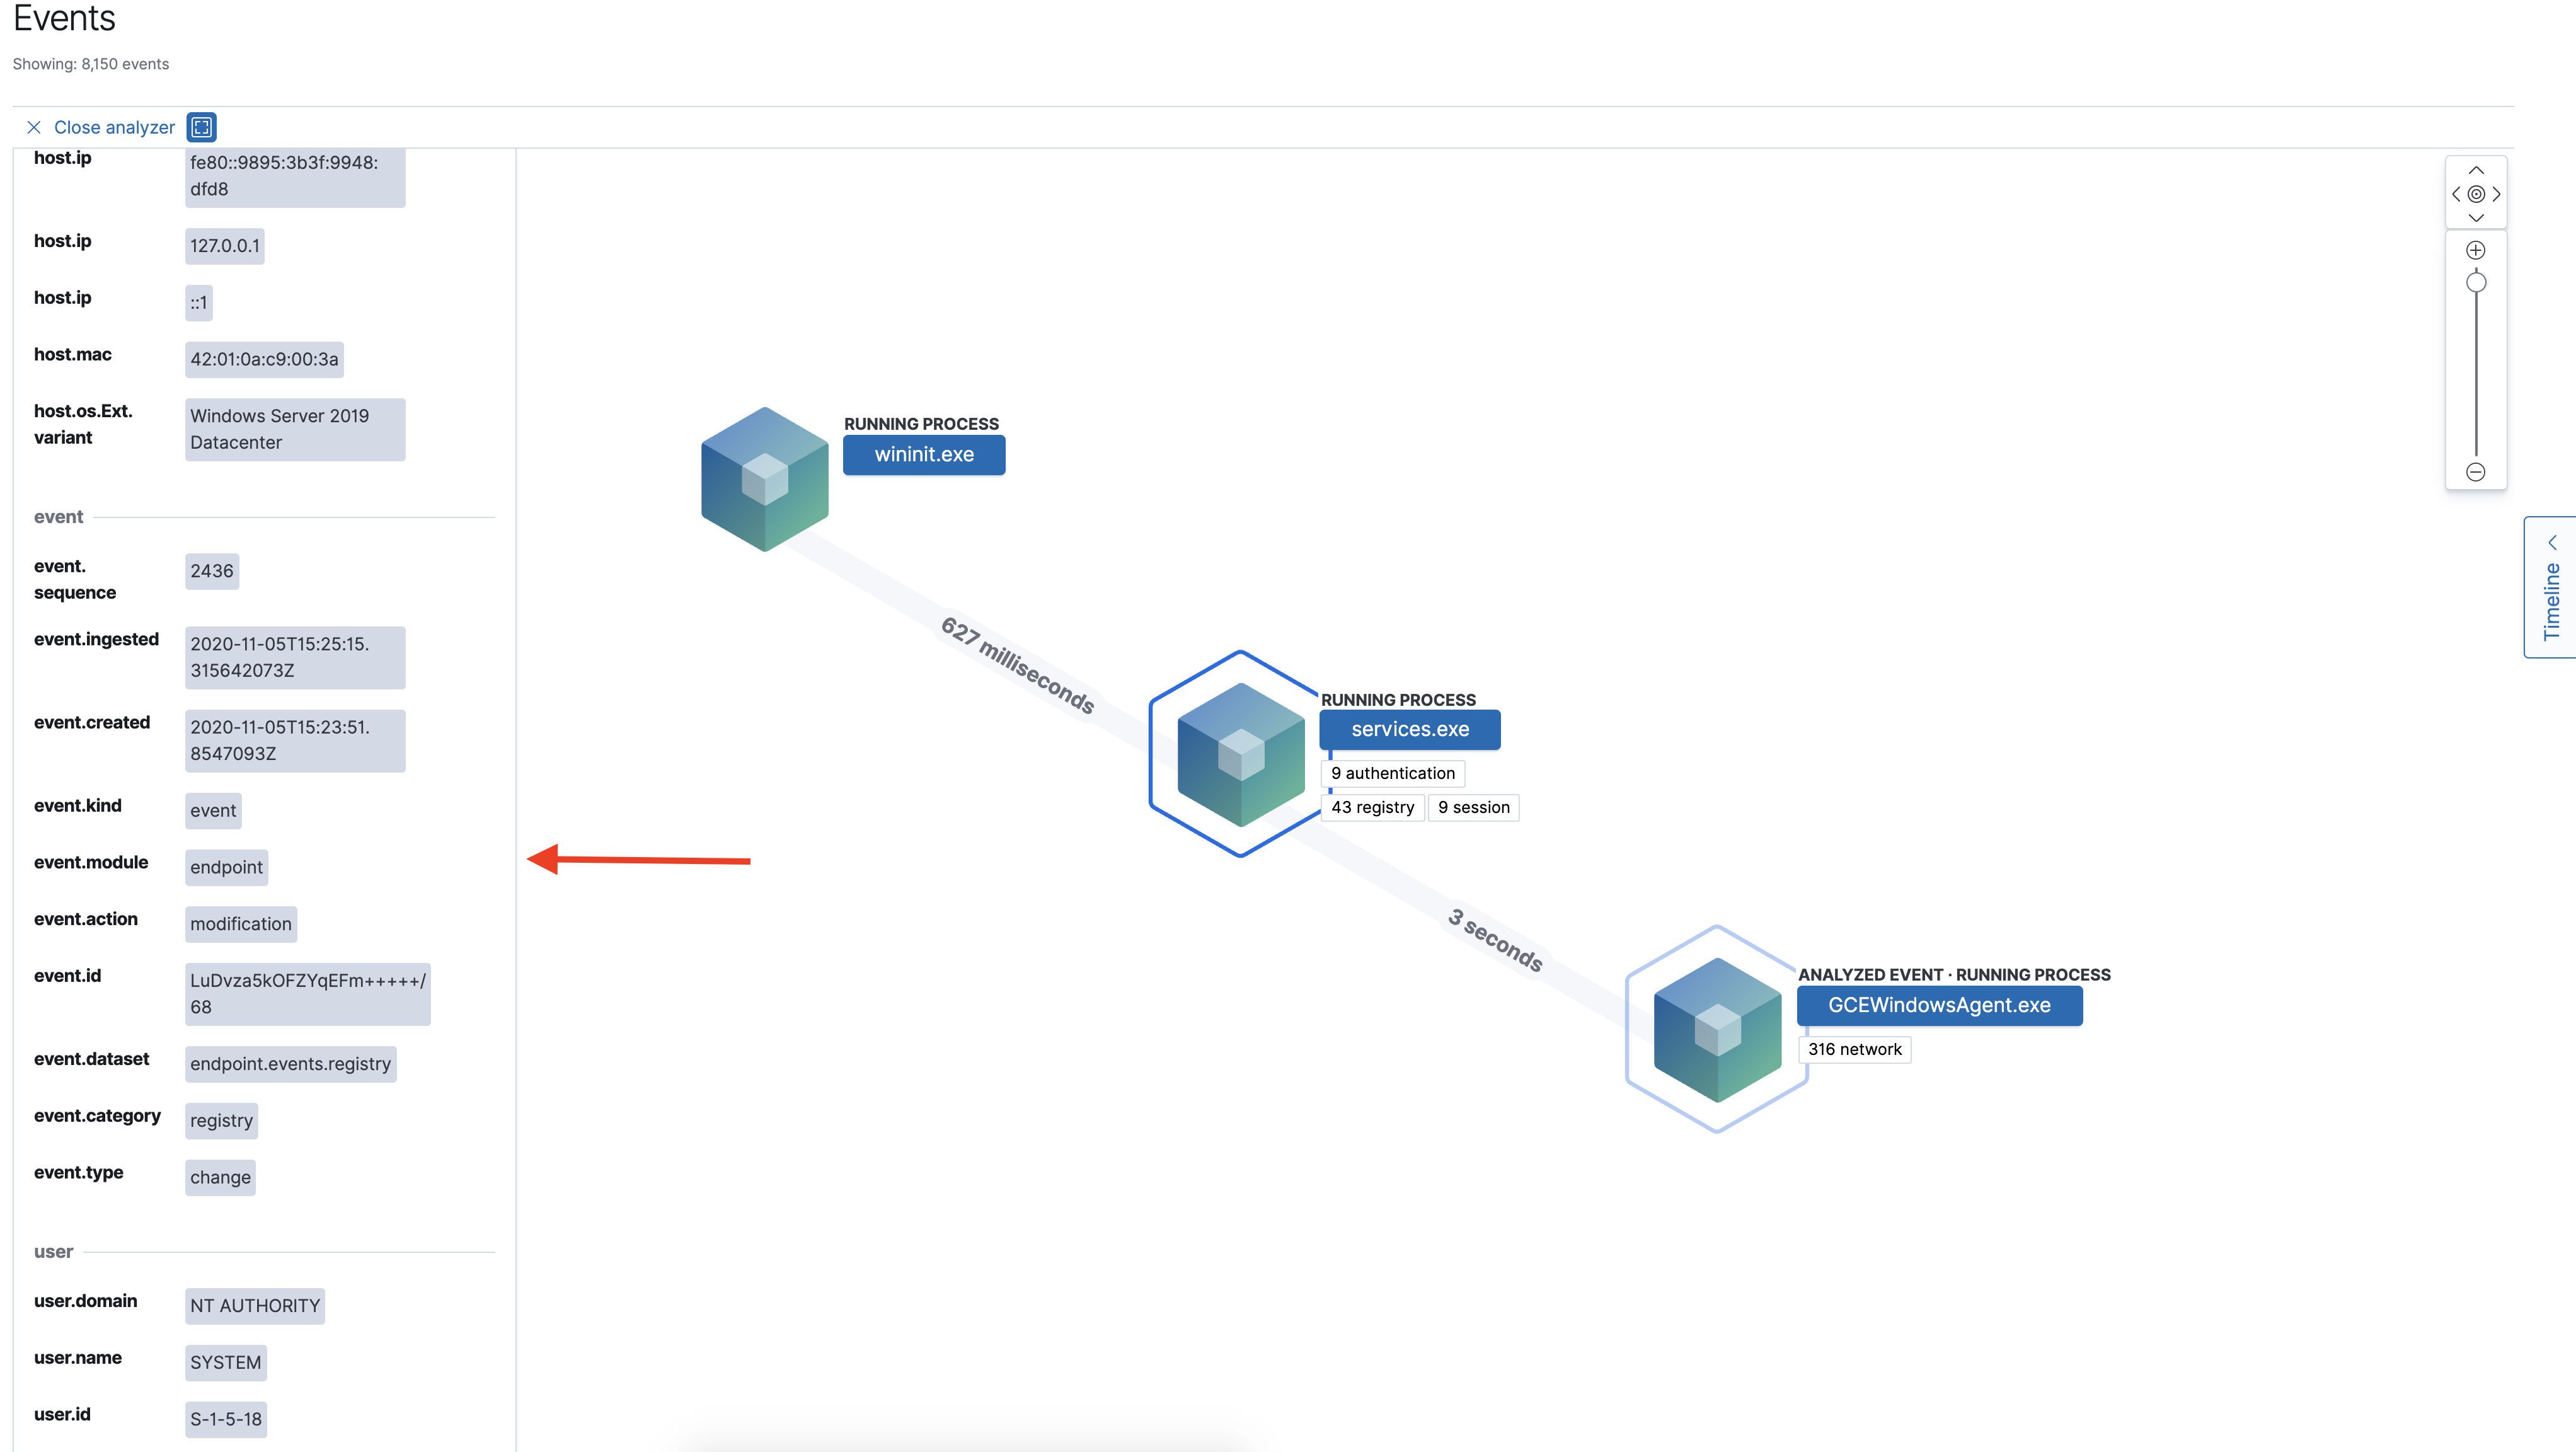 Events
Showing: 8,150 events
Close analyzer
host.ip
fe80::9895:3b3f:9948:
dfd8
host.ip
127.0.0.1
host.ip
::1
host.mac
42:01:0a:c9:00:3a
host.os.Ext.
variant
Windows Server 2019
Datacenter
event
event.
sequence
2436
event.ingested
2020-11-05T15:25:15.
315642073Z
event.created
2020-11-05T15:23:51.
8547093Z
event.kind
event
event.module
endpoint
event.action
modification
event.id
LuDvza5kOFZYqEFm+++++/
68
event.dataset
endpoint.events.registry
event.category
registry
event.type
change
user
user.domain
NT AUTHORITY
user.name
SYSTEM
user.id
S-1-5-18
RUNNING PROCESS
wininit.exe
627 milliseconds
RUNNING PROCESS
services.exe
9 authentication
43 registry
9 session
3 seconds
ANALYZED EVENT · RUNNING PROCESS
GCEWindowsAgent.exe
316 network
Timeline